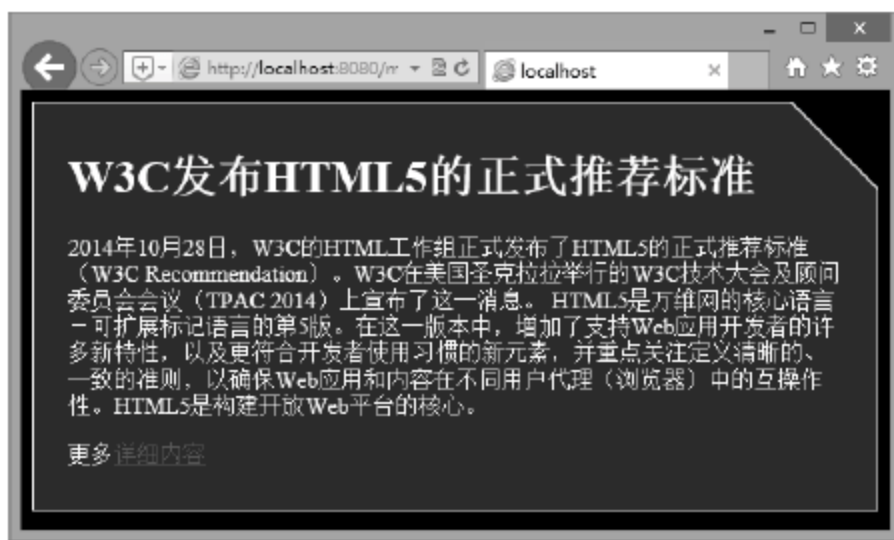 http://localhost:8080/m
localhost
W3C发布HTML5的正式推荐标准
2014年10月28日，W3C的HTML工作组正式发布了HTML5的正式推荐标准
（W3C Recommendation）。W3C在美国圣克拉拉举行的W3C技术大会及顾问
委员会会议（TPAC 2014）上宣布了这一消息。 HTML5是万维网的核心语言
－可扩展标记语言的第5版。在这一版本中，增加了支持Web应用开发者的许
多新特性，以及更符合开发者使用习惯的新元素，并重点关注定义清晰的、
一致的准则，以确保Web应用和内容在不同用户代理（浏览器）中的互操作
性。HTML5是构建开放Web平台的核心。
更多详细内容